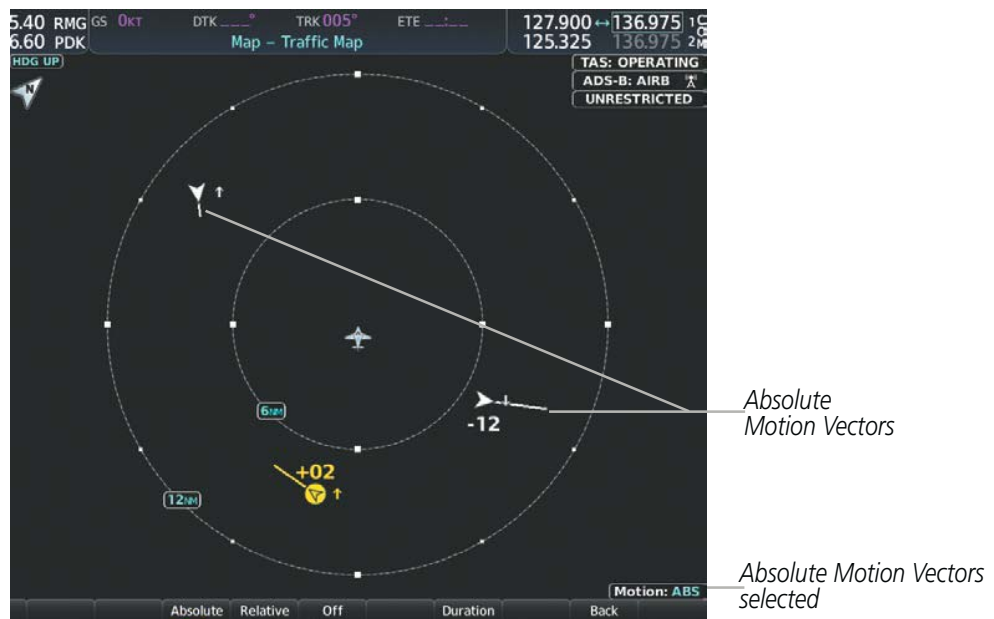 5.40 RMG GS 0KT DTK ___° TRK 005° ETE __:__ 127.900 ↔ 136.975 1
6.60 PDK Map – Traffic Map 125.325 136.975 2
HDG UP
TAS: OPERATING
N
ADS-B: AIRB
UNRESTRICTED
↑
-12
Absolute
Motion Vectors
6NM
+02
↑
12NM
Motion: ABS
Absolute Motion Vectors
selected
Absolute Relative Off Duration Back